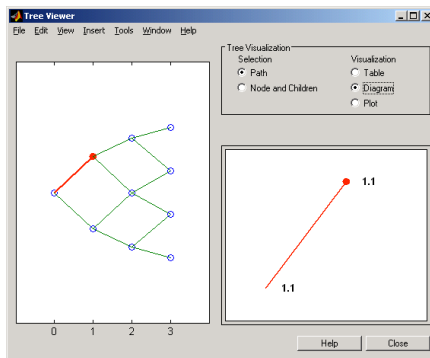 Tree Viewer
File Edit View Insert Tools Window Help
Tree Visualization
Selection
Path
Node and Children
Visualization
Table
Diagram
Plot
1.1
1.1
0 1 2 3
Help Close